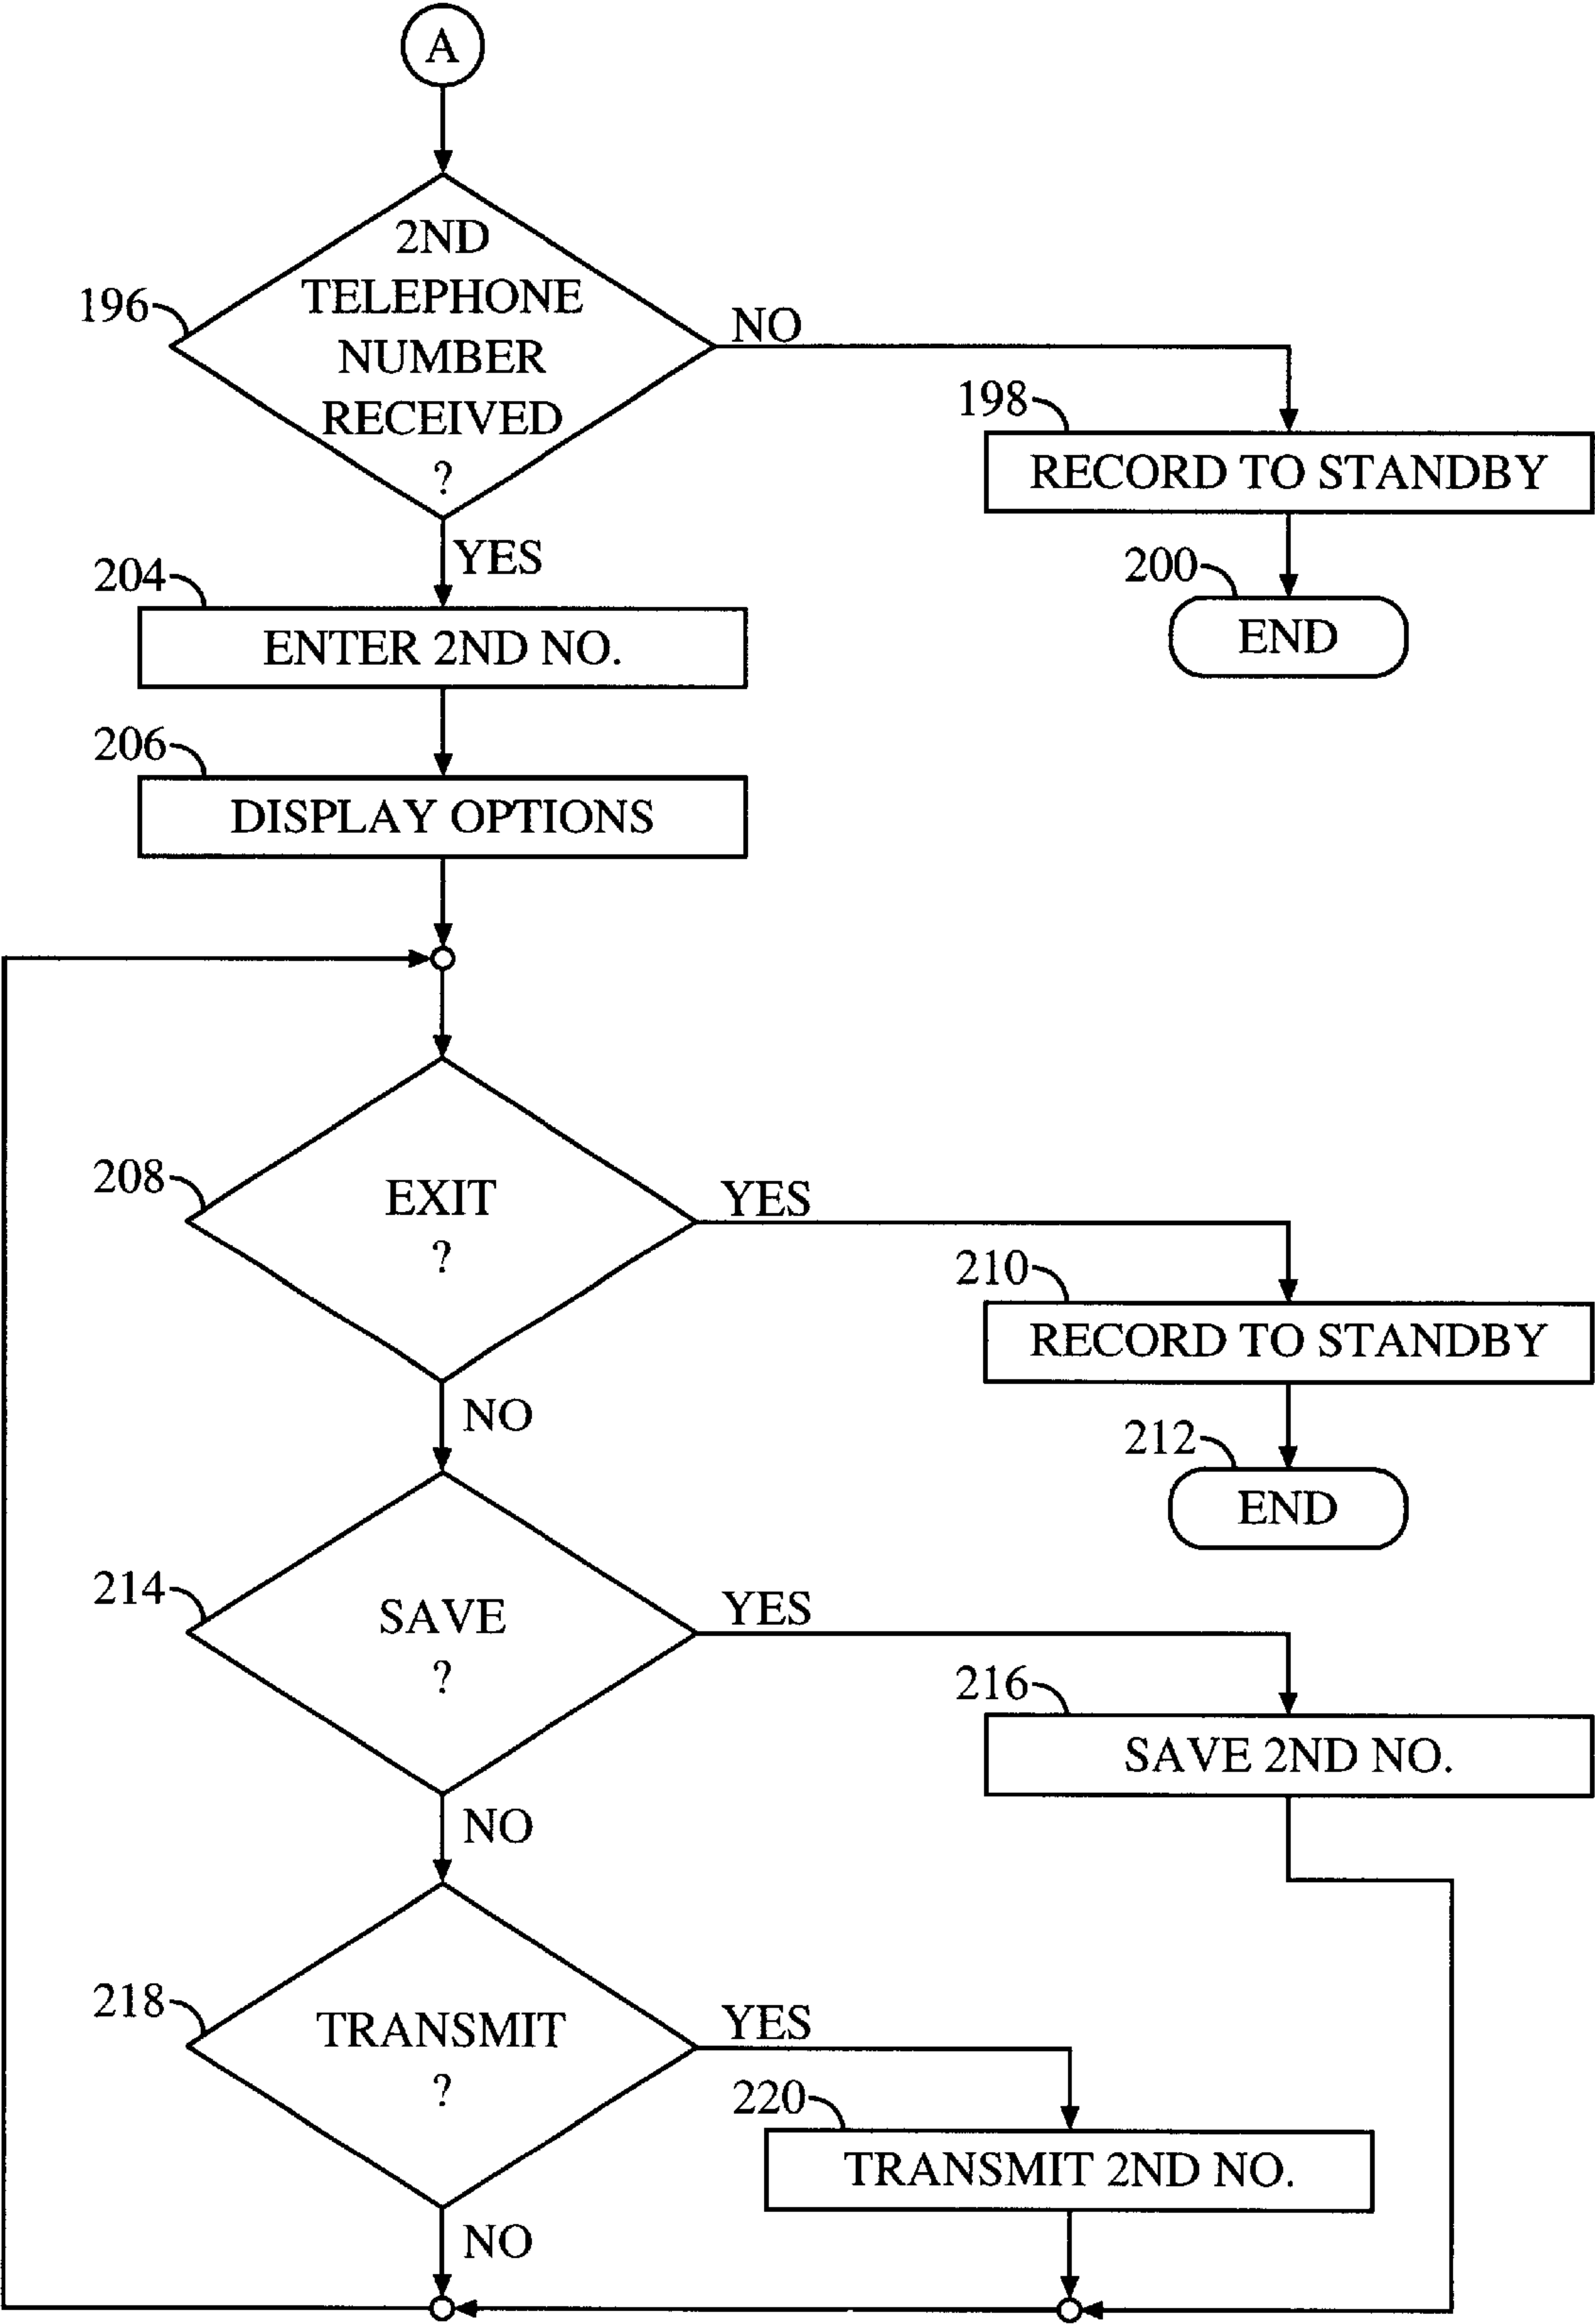 A
2ND
TELEPHONE
NUMBER
RECEIVED
?
196
NO
198
RECORD TO STANDBY
200
END
YES
204
ENTER 2ND NO.
206
DISPLAY OPTIONS
208
EXIT
?
YES
210
RECORD TO STANDBY
212
END
NO
214
SAVE
?
YES
216
SAVE 2ND NO.
NO
218
TRANSMIT
?
YES
220
TRANSMIT 2ND NO.
NO